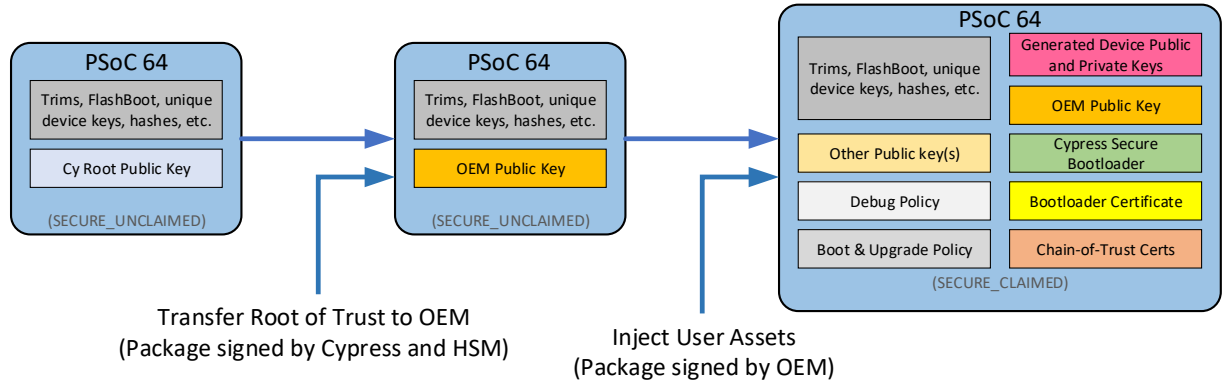 PSoC 64
Trims, FlashBoot, unique
device keys, hashes, etc.
Cy Root Public Key
(SECURE_UNCLAIMED)
PSoC 64
Trims, FlashBoot, unique
device keys, hashes, etc.
OEM Public Key
(SECURE_UNCLAIMED)
PSoC 64
Trims, FlashBoot, unique
device keys, hashes, etc.
Generated Device Public
and Private Keys
OEM Public Key
Other Public key(s)
Cypress Secure
Bootloader
Debug Policy
Bootloader Certificate
Boot & Upgrade Policy
Chain-of-Trust Certs
(SECURE_CLAIMED)
Transfer Root of Trust to OEM
(Package signed by Cypress and HSM)
Inject User Assets
(Package signed by OEM)